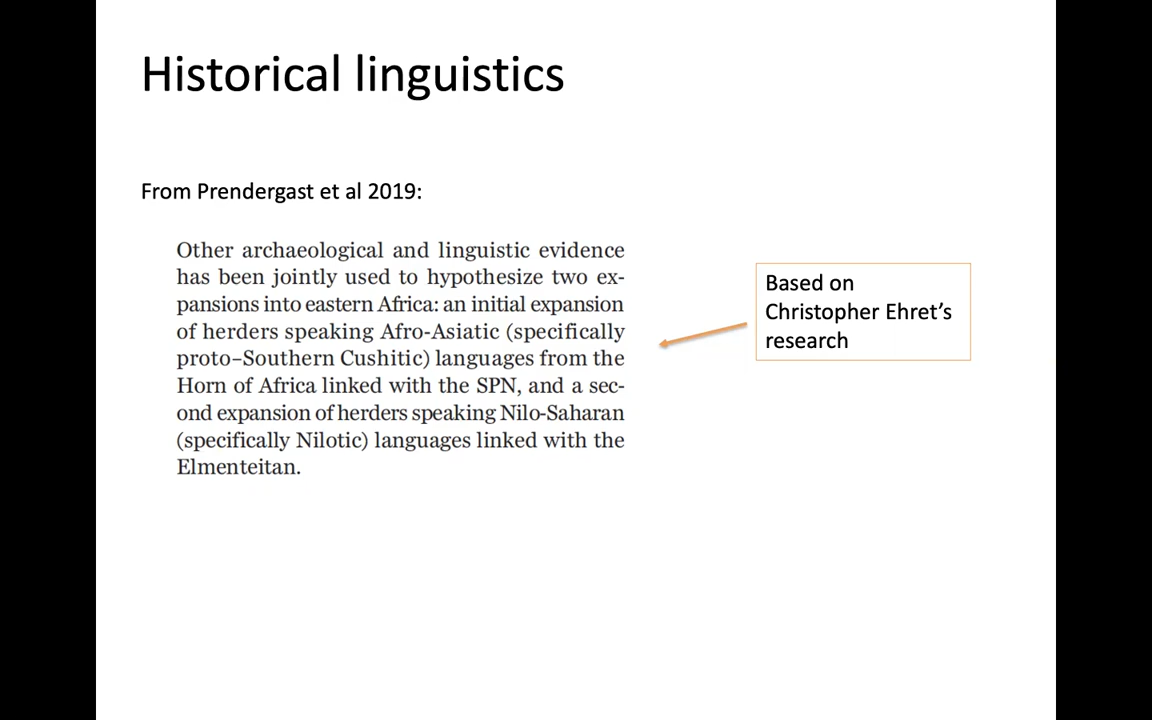 Historical linguistics
From Prendergast et al 2019:
Other archaeological and linguistic evidence
has been jointly used to hypothesize two ex-
pansions into eastern Africa: an initial expansion
of herders speaking Afro-Asiatic (specifically
proto–Southern Cushitic) languages from the
Horn of Africa linked with the SPN, and a sec-
ond expansion of herders speaking Nilo-Saharan
(specifically Nilotic) languages linked with the
Elmenteitan.
Based on
Christopher Ehret’s
research